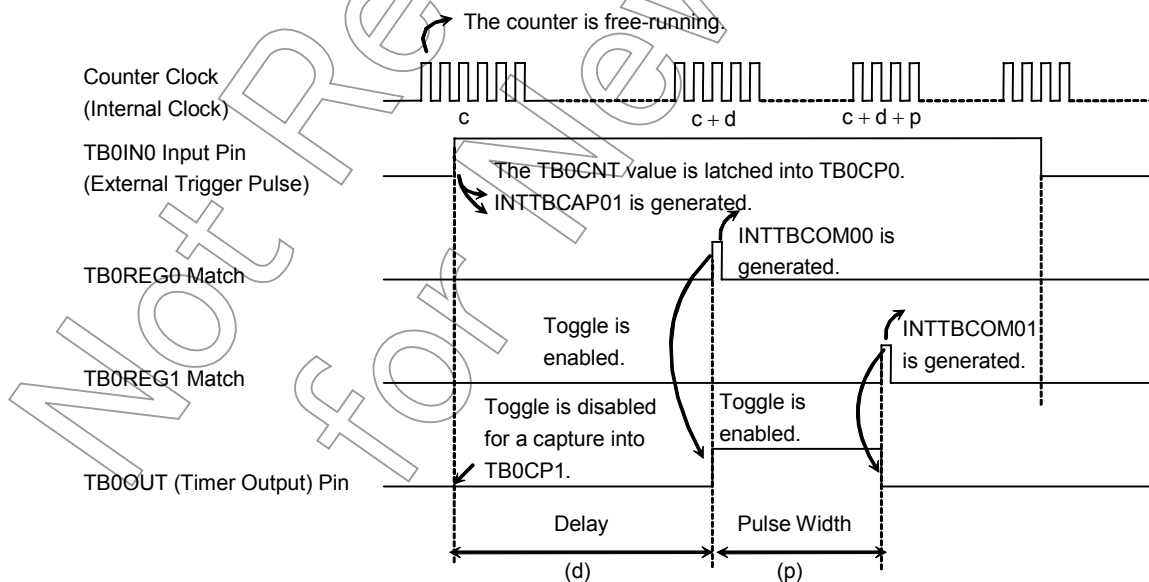 The counter is free-running.
Counter Clock
(Internal Clock)
c
c + d
c + d + p
TB0IN0 Input Pin
(External Trigger Pulse)
The TB0CNT value is latched into TB0CP0.
INTTBCAP01 is generated.
INTTBCOM00 is
generated.
TB0REG0 Match
Toggle is
enabled.
INTTBCOM01
is generated.
TB0REG1 Match
Toggle is disabled
for a capture into
TB0CP1.
Toggle is
enabled.
TB0OUT (Timer Output) Pin
Delay
Pulse Width
(d)
(p)
Not Re
for New